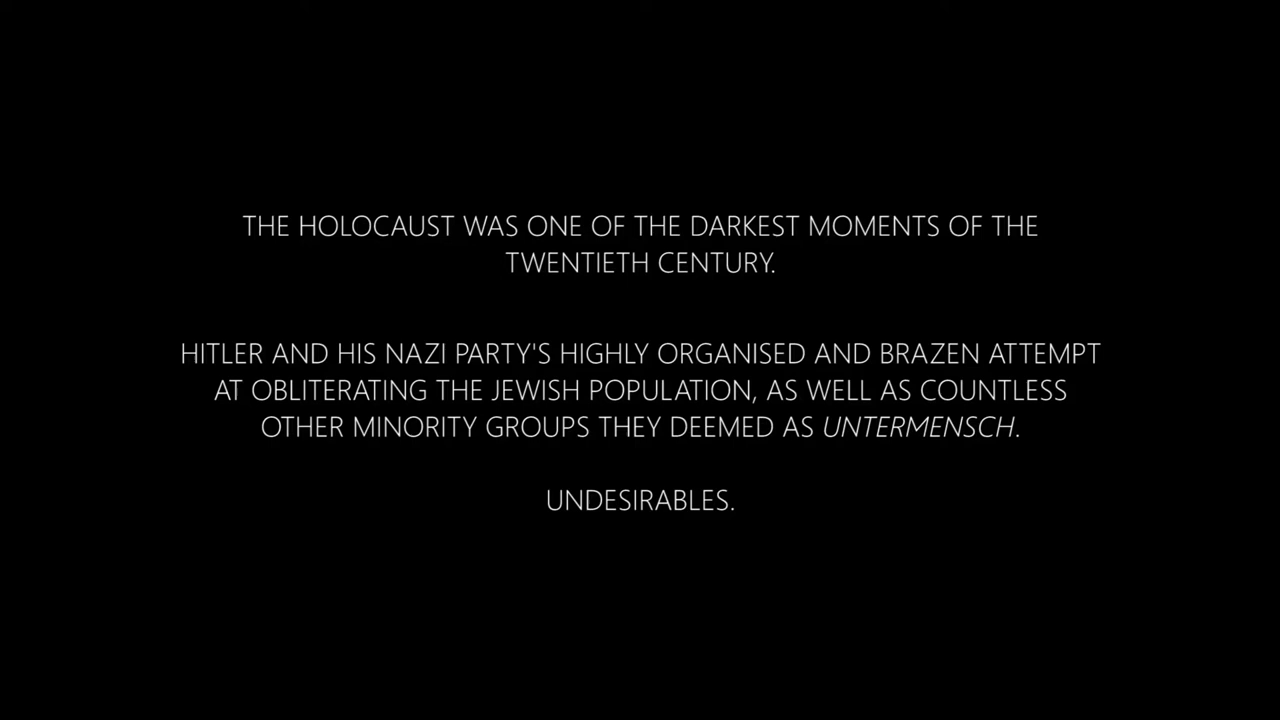 THE HOLOCAUST WAS ONE OF THE DARKEST MOMENTS OF THE
TWENTIETH CENTURY.
HITLER AND HIS NAZI PARTY'S HIGHLY ORGANISED AND BRAZEN ATTEMPT
AT OBLITERATING THE JEWISH POPULATION, AS WELL AS COUNTLESS
OTHER MINORITY GROUPS THEY DEEMED AS UNTERMENSCH.
UNDESIRABLES.